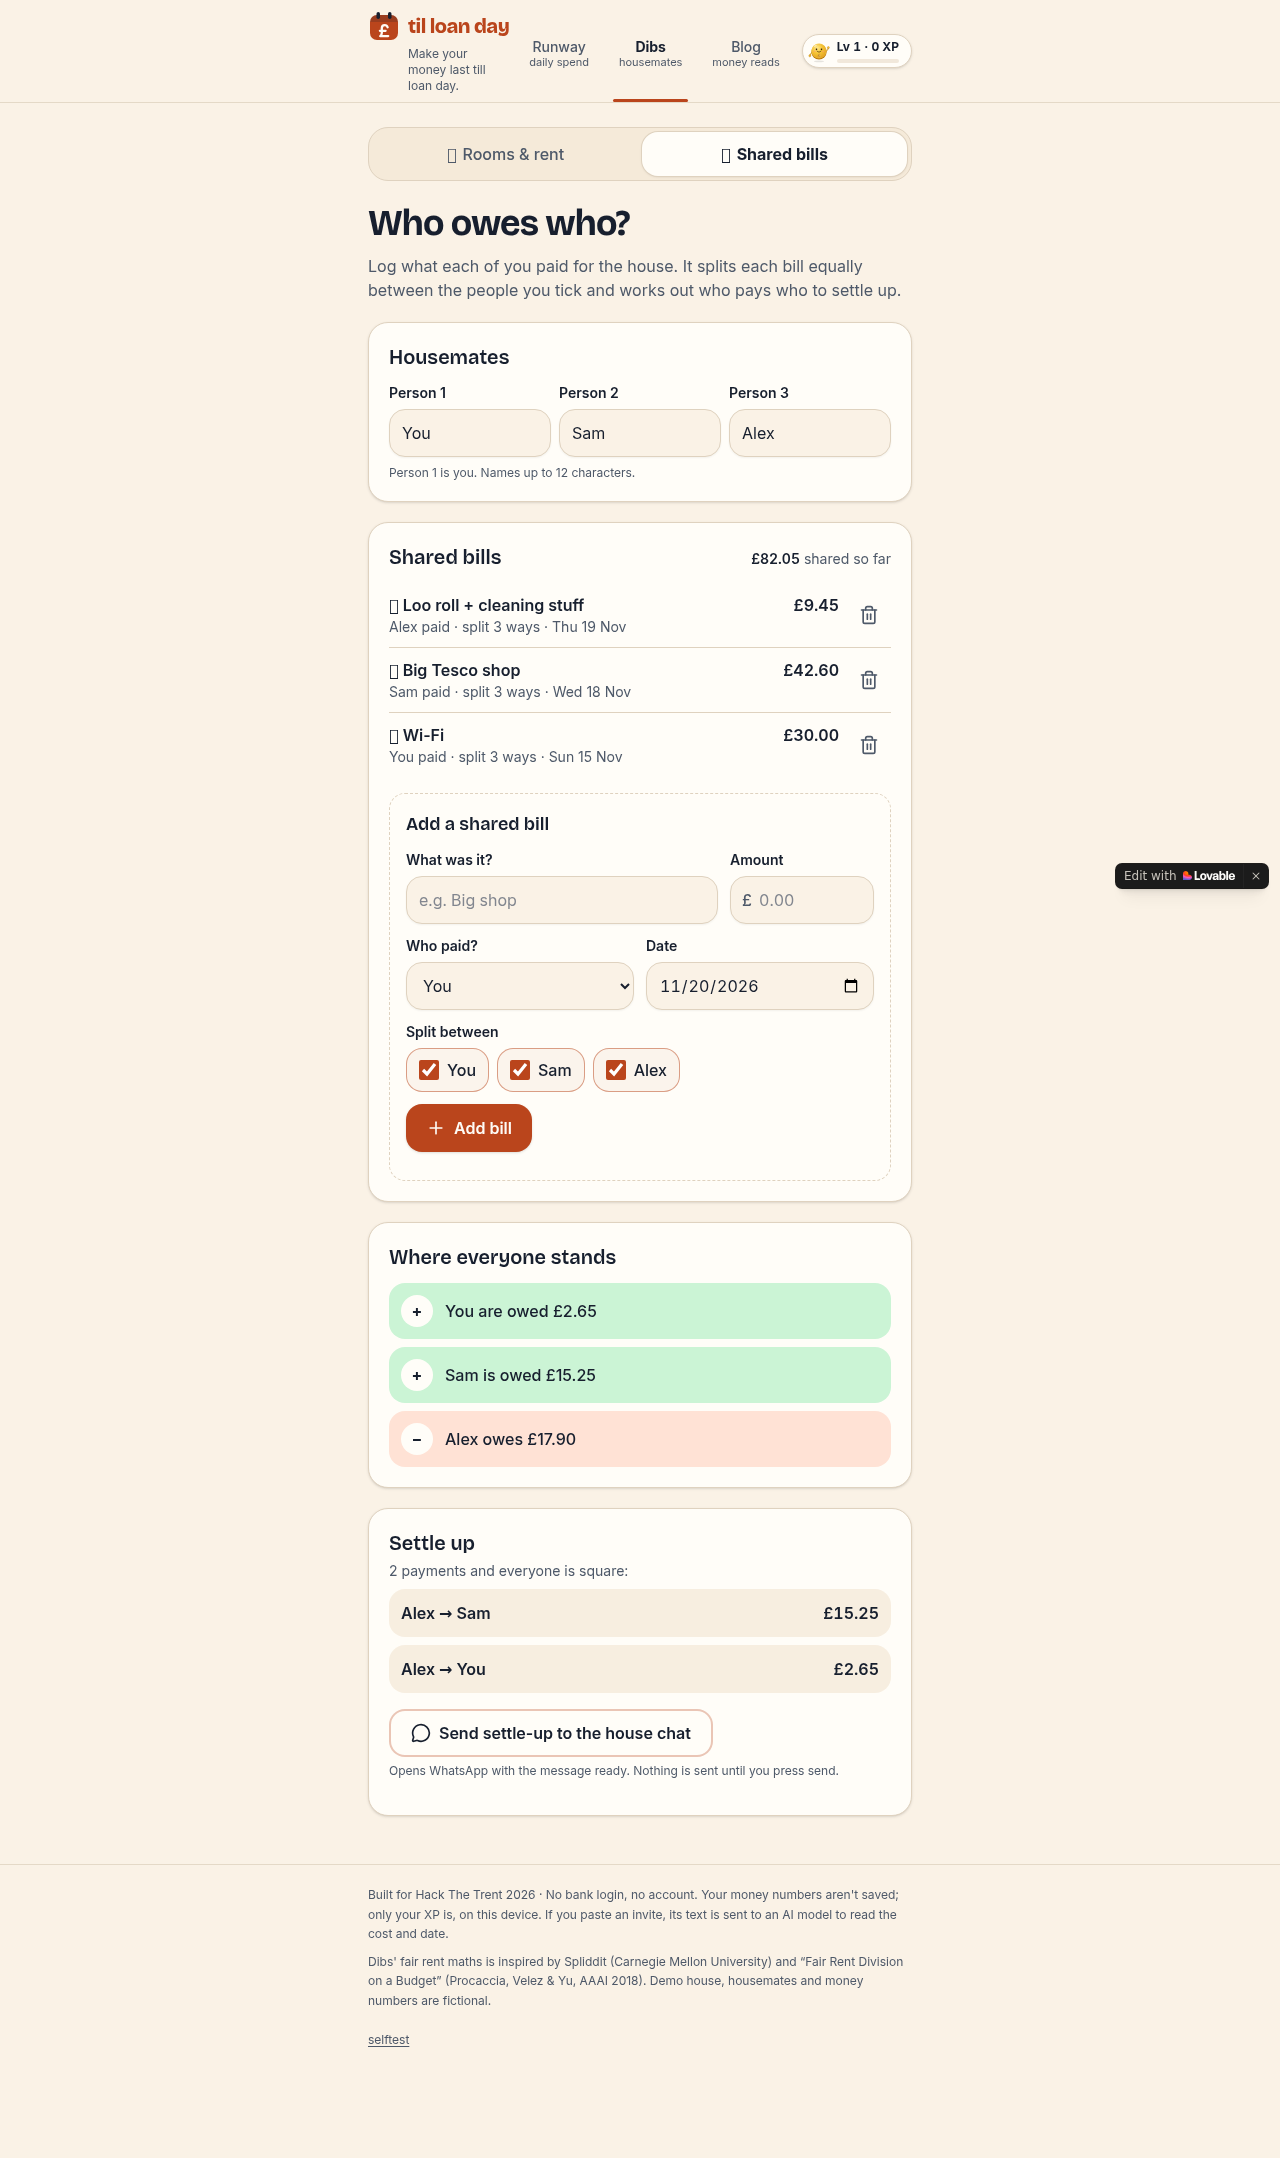 til loan day
Make your
money last till
loan day.
Runway
daily spend
Dibs
housemates
Blog
money reads
Lv 1 · 0 XP
Rooms & rent
Shared bills
Who owes who?
Log what each of you paid for the house. It splits each bill equally
between the people you tick and works out who pays who to settle up.
Housemates
Person 1
Person 2
Person 3
You
Sam
Alex
Person 1 is you. Names up to 12 characters.
Shared bills
£82.05 shared so far
Loo roll + cleaning stuff
£9.45
Alex paid · split 3 ways · Thu 19 Nov
Big Tesco shop
£42.60
Sam paid · split 3 ways · Wed 18 Nov
Wi-Fi
£30.00
You paid · split 3 ways · Sun 15 Nov
Add a shared bill
What was it?
Amount
e.g. Big shop
£ 0.00
Who paid?
Date
You
11/20/2026
Split between
You
Sam
Alex
Add bill
Edit with Lovable ×
Where everyone stands
+ You are owed £2.65
+ Sam is owed £15.25
− Alex owes £17.90
Settle up
2 payments and everyone is square:
Alex → Sam
£15.25
Alex → You
£2.65
Send settle-up to the house chat
Opens WhatsApp with the message ready. Nothing is sent until you press send.
Built for Hack The Trent 2026 · No bank login, no account. Your money numbers aren't saved;
only your XP is, on this device. If you paste an invite, its text is sent to an AI model to read the
cost and date.
Dibs' fair rent maths is inspired by Spliddit (Carnegie Mellon University) and “Fair Rent Division
on a Budget” (Procaccia, Velez & Yu, AAAI 2018). Demo house, housemates and money
numbers are fictional.
selftest